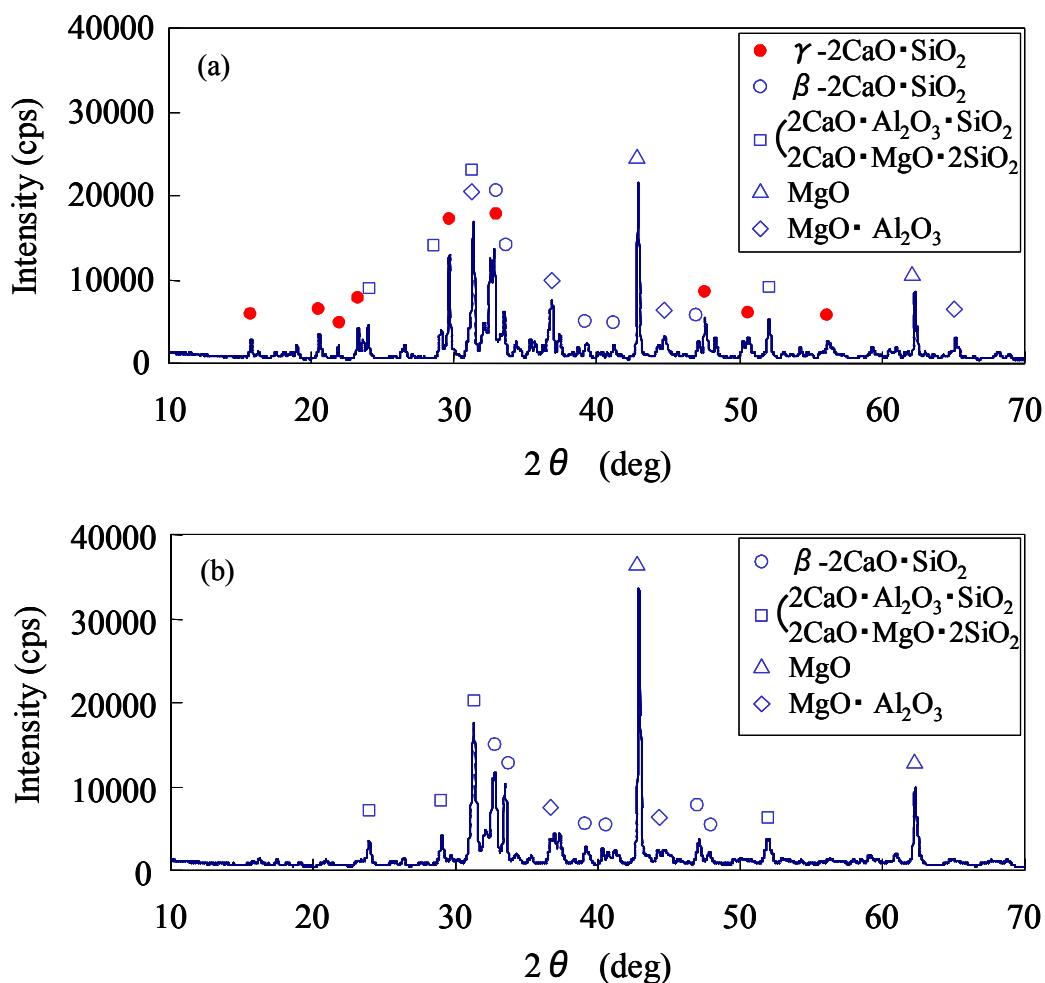 40000
30000
20000
10000
0
Intensity (cps)
(a)
γ-2CaO・SiO₂
β-2CaO・SiO₂
2CaO・Al₂O₃・SiO₂
2CaO・MgO・2SiO₂
MgO
MgO・Al₂O₃
10 20 30 40 50 60 70
2θ (deg)
40000
30000
20000
10000
0
Intensity (cps)
(b)
β-2CaO・SiO₂
2CaO・Al₂O₃・SiO₂
2CaO・MgO・2SiO₂
MgO
MgO・Al₂O₃
10 20 30 40 50 60 70
2θ (deg)